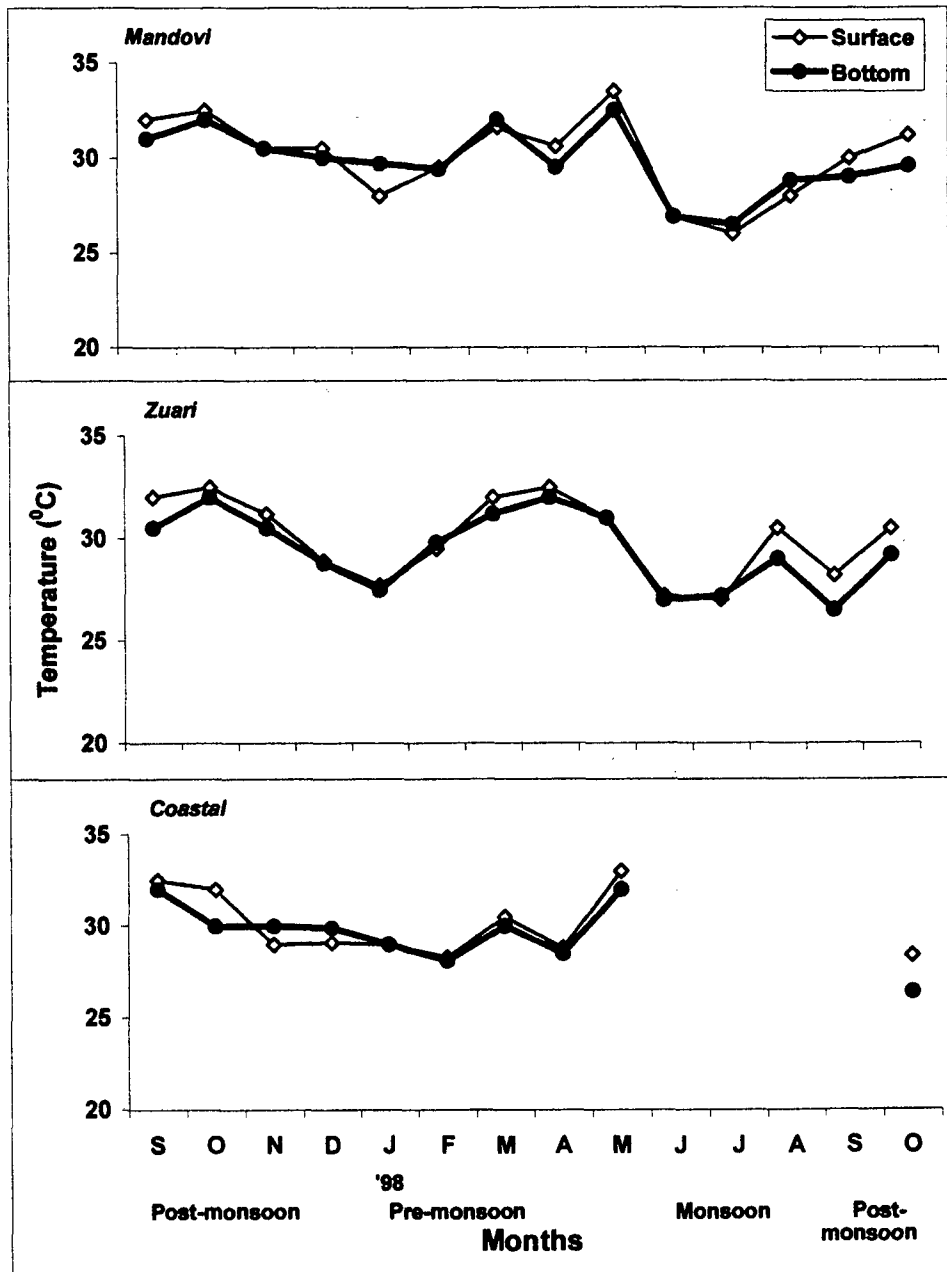 Mandovi
Surface
Bottom
35
30
25
20
Zuari
35
30
25
20
Temperature (⁰C)
Coastal
35
30
25
20
S O N D J F M A M J J A S O
'98
Post-monsoon Pre-monsoon Monsoon Post-
monsoon
Months